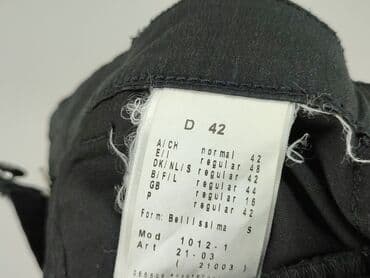 D 42
A/CH normal 42
E/I regular 48
DK/NL/S regular 42
B/F/L regular 44
GB regular 16
P regular 42
Form: Bellissima S
Mod 1012-1
Art 21-03
( 21003 )